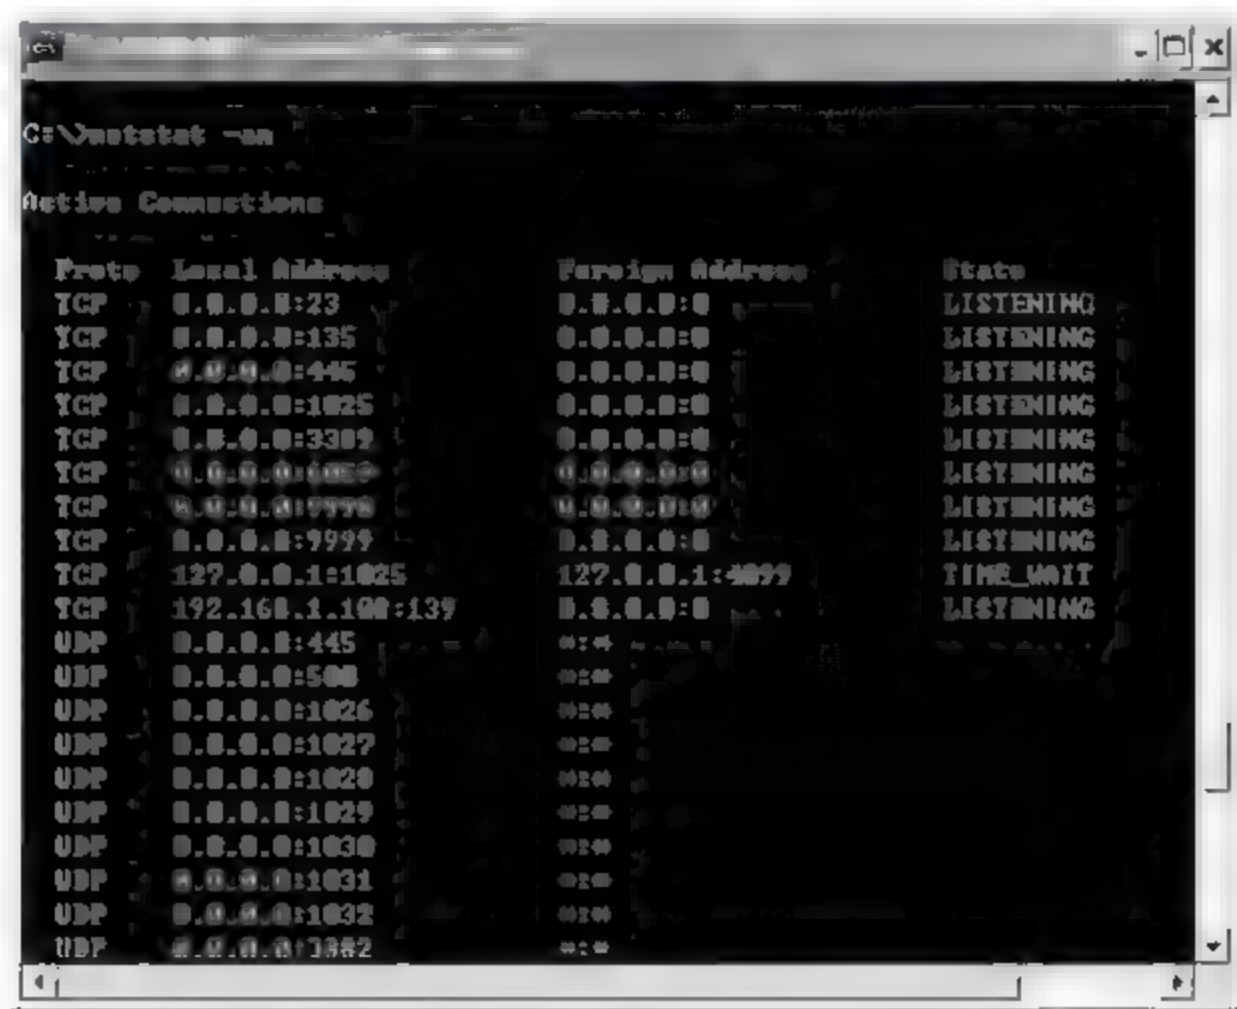 C:\>netstat -an
Active Connections
Proto Local Address Foreign Address State
TCP 0.0.0.0:23 0.0.0.0:0 LISTENING
TCP 0.0.0.0:135 0.0.0.0:0 LISTENING
TCP 0.0.0.0:445 0.0.0.0:0 LISTENING
TCP 0.0.0.0:1025 0.0.0.0:0 LISTENING
TCP 0.0.0.0:3389 0.0.0.0:0 LISTENING
TCP 0.0.0.0:0 LISTENING
TCP 0.0.0.0:0 LISTENING
TCP 0.0.0.0:9999 0.0.0.0:0 LISTENING
TCP 127.0.0.1:1025 TIME_WAIT
TCP 192.168.1.100:139 0.0.0.0:0 LISTENING
UDP 0.0.0.0:445 *:*
UDP 0.0.0.0:500 *:*
UDP 0.0.0.0:1026 *:*
UDP 0.0.0.0:1027 *:*
UDP 0.0.0.0:1028 *:*
UDP 0.0.0.0:1029 *:*
UDP 0.0.0.0:1030 *:*
UDP 0.0.0.0:1031 *:*
UDP 0.0.0.0:1032 *:*
UDP *:*